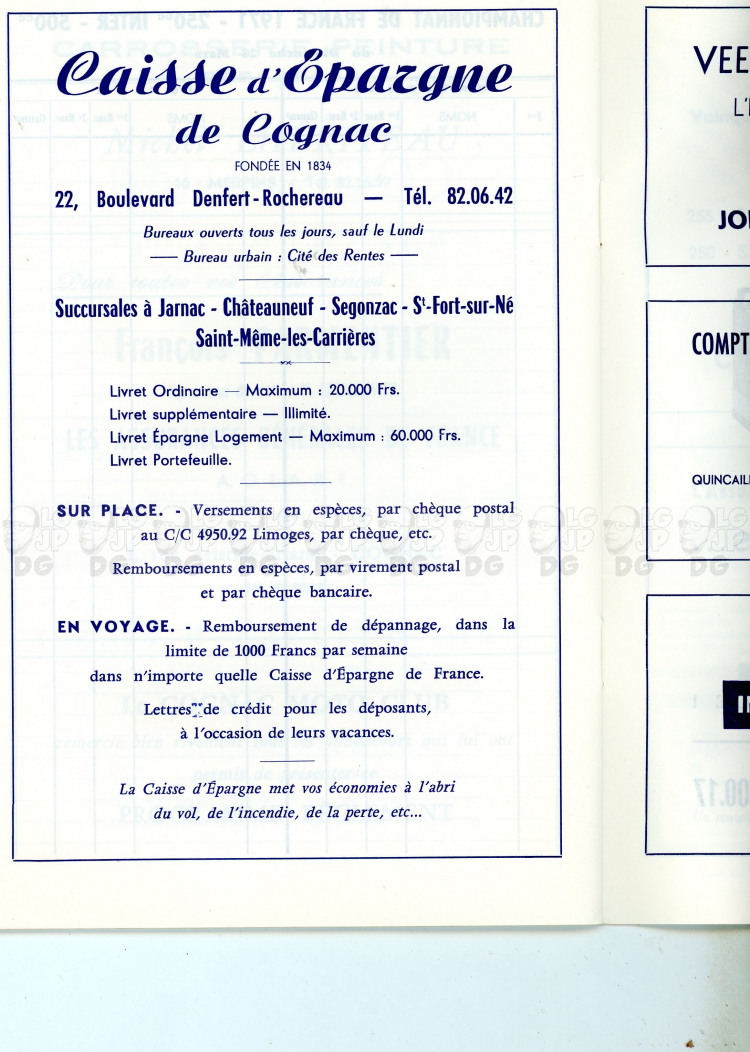 Caisse d'Épargne
de Cognac
FONDÉE EN 1834
22, Boulevard Denfert-Rochereau — Tél. 82.06.42
Bureaux ouverts tous les jours, sauf le Lundi
— Bureau urbain : Cité des Rentes —
Succursales à Jarnac - Châteauneuf - Segonzac - St-Fort-sur-Né
Saint-Même-les-Carrières
Livret Ordinaire — Maximum : 20.000 Frs.
Livret supplémentaire — Illimité.
Livret Épargne Logement — Maximum : 60.000 Frs.
Livret Portefeuille.
SUR PLACE. - Versements en espèces, par chèque postal
au C/C 4950.92 Limoges, par chèque, etc.
Remboursements en espèces, par virement postal
et par chèque bancaire.
EN VOYAGE. - Remboursement de dépannage, dans la
limite de 1000 Francs par semaine
dans n'importe quelle Caisse d'Épargne de France.
Lettres de crédit pour les déposants,
à l'occasion de leurs vacances.
La Caisse d'Épargne met vos économies à l'abri
du vol, de l'incendie, de la perte, etc...
VEE
L'
JO
COMPT
QUINCAIL
LG JP DG